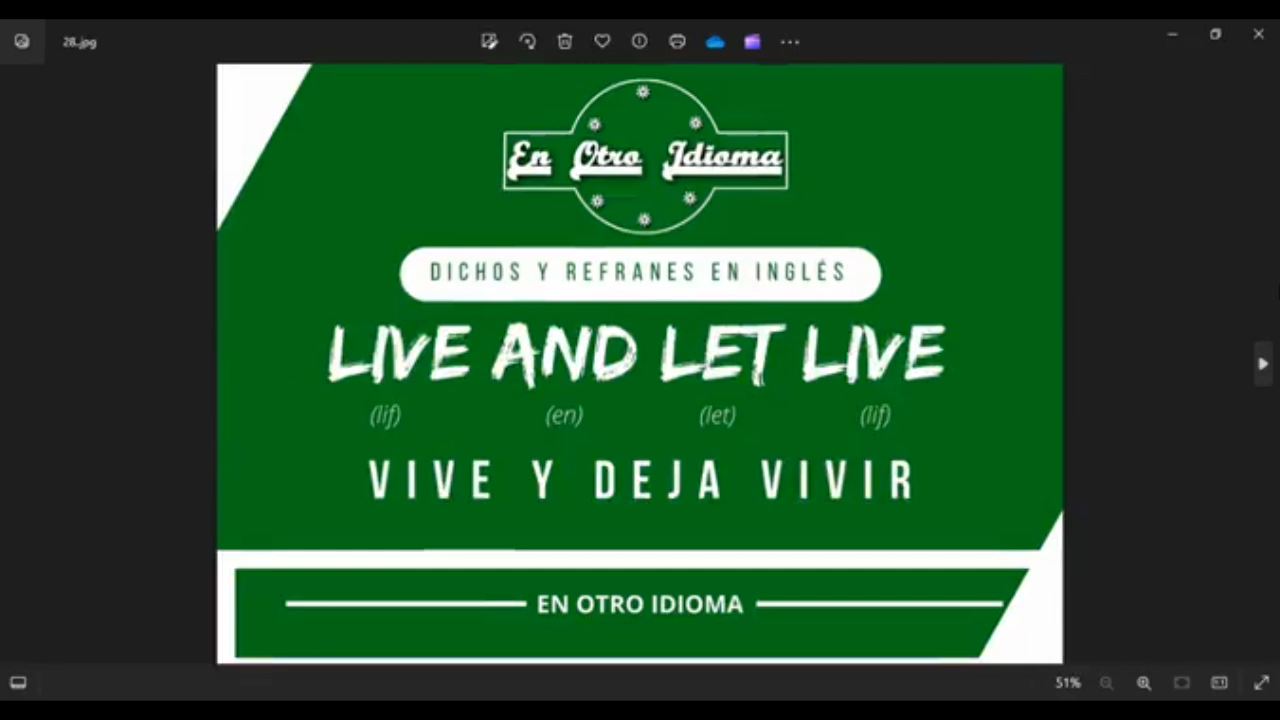 28..jpg
En Otro Idioma
DICHOS Y REFRANES EN INGLÉS
LIVE AND LET LIVE
(lif) (en) (let) (lif)
VIVE Y DEJA VIVIR
EN OTRO IDIOMA
51%